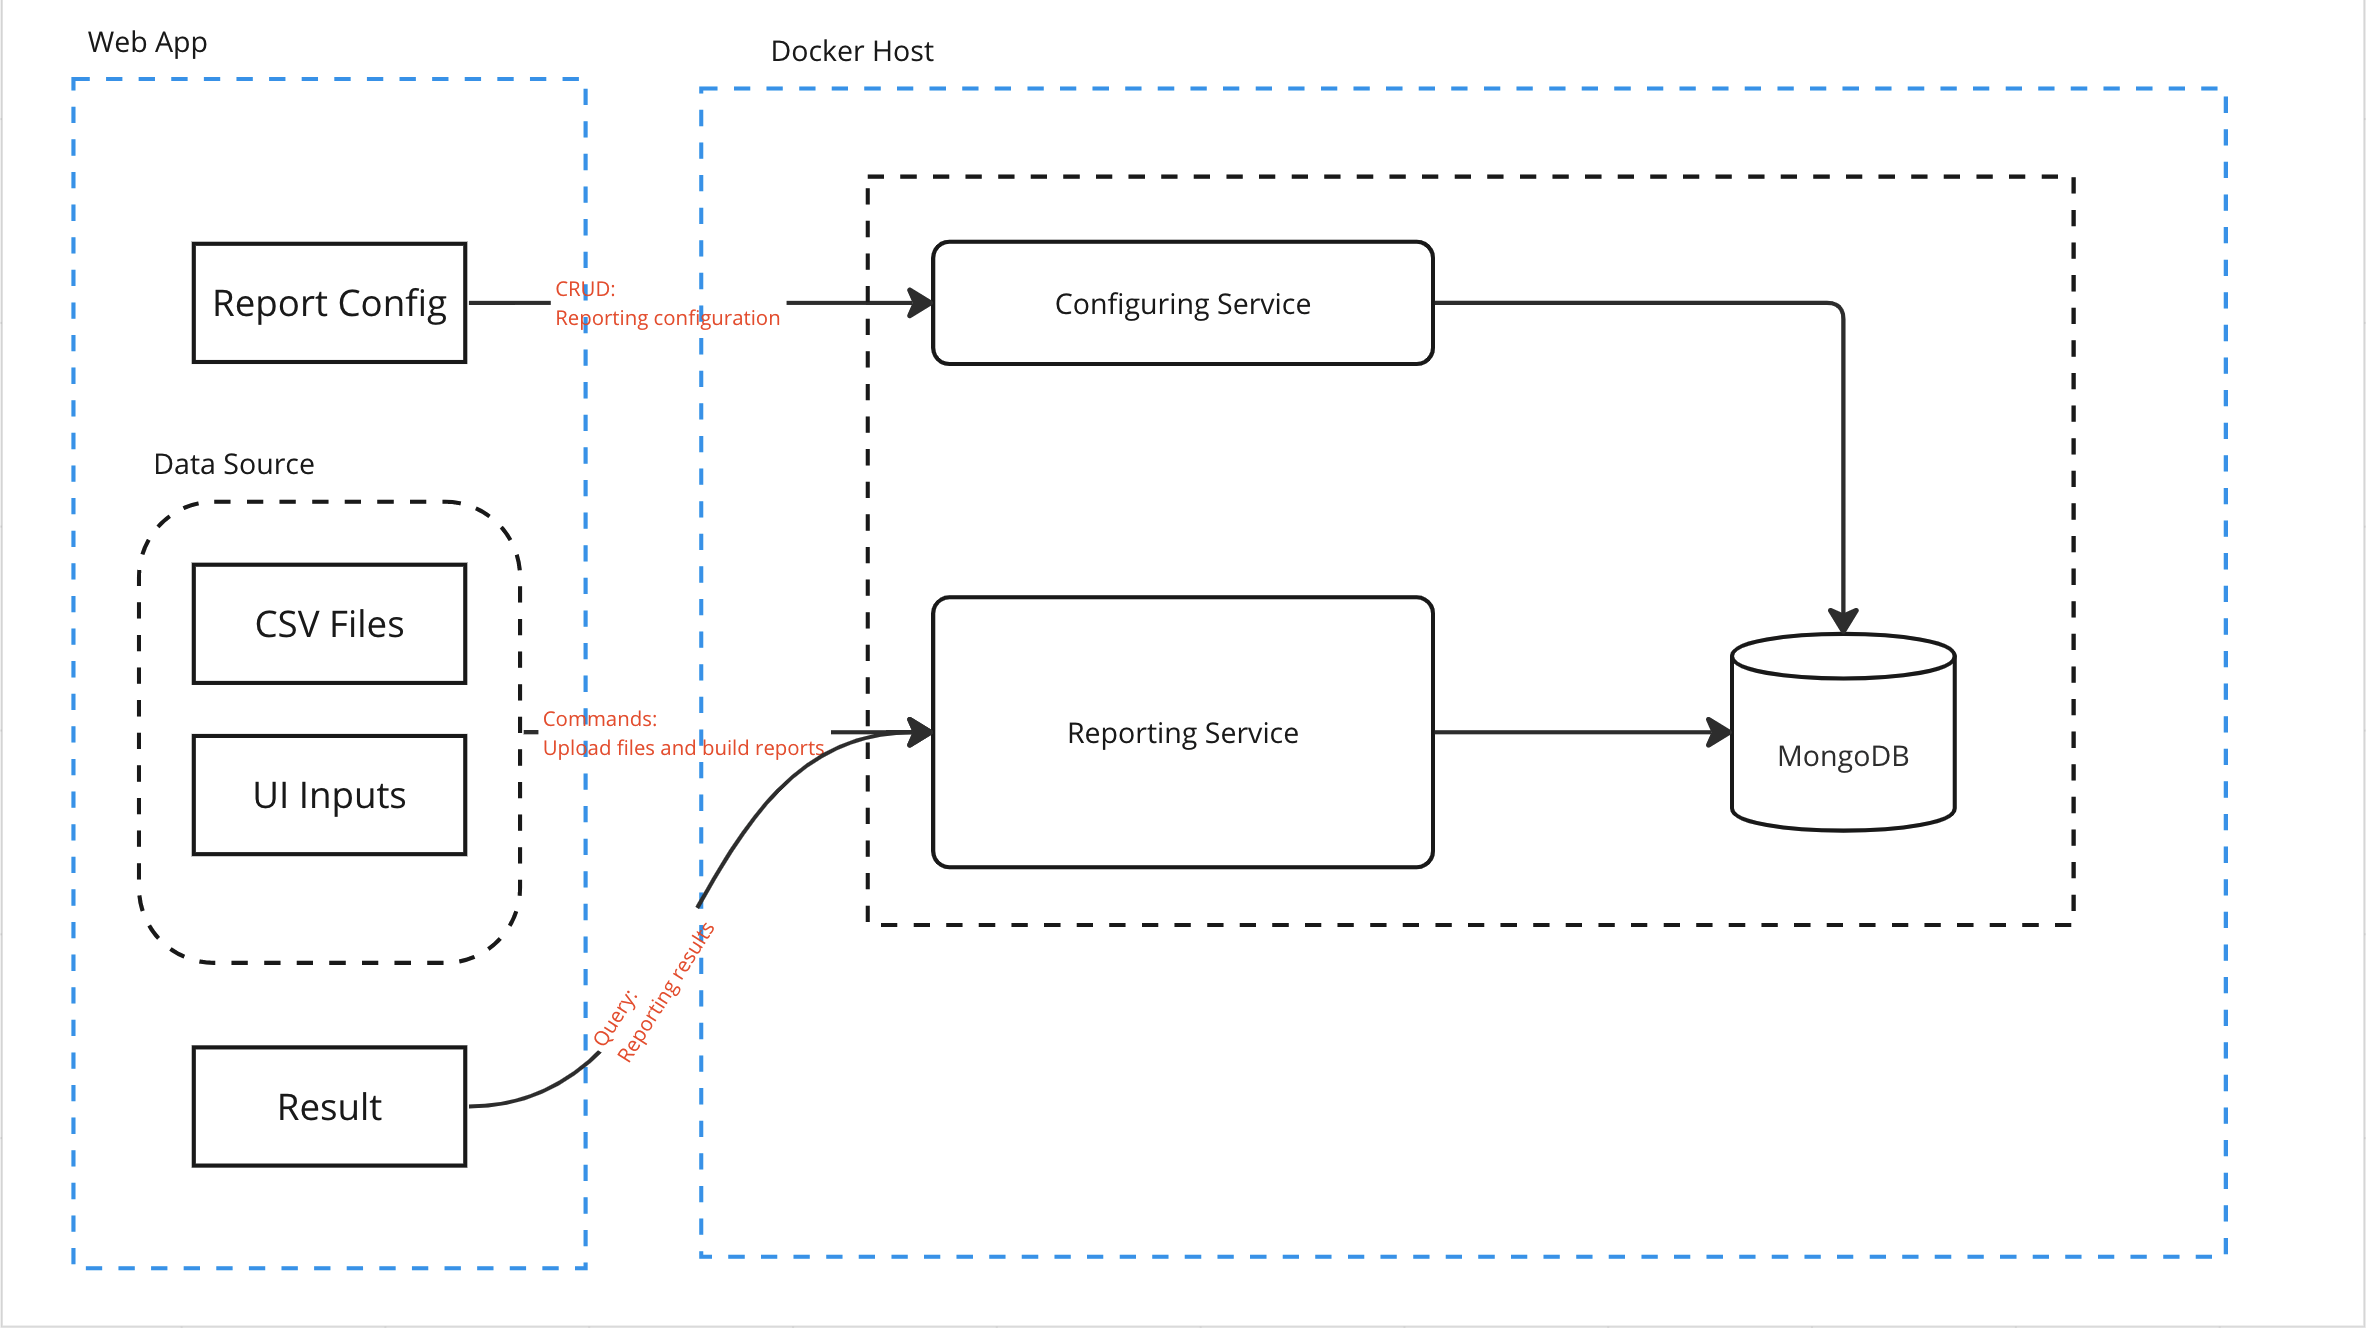 Web App
Docker Host
Report Config
CRUD:
Reporting configuration
Configuring Service
Data Source
CSV Files
UI Inputs
Commands:
Upload files and build reports
Reporting Service
MongoDB
Query:
Reporting results
Result